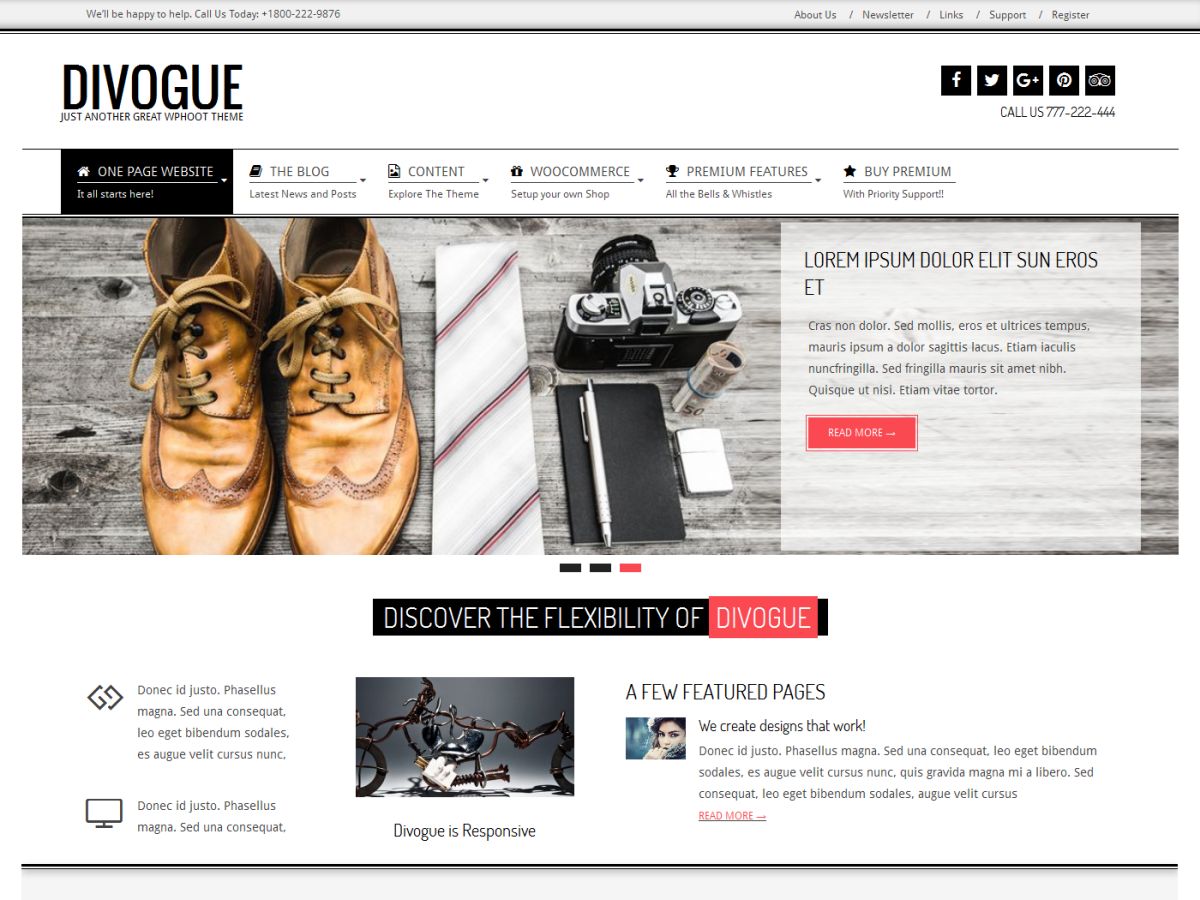 We'll be happy to help. Call Us Today: +1800-222-9876
About Us / Newsletter / Links / Support / Register
DIVOGUE
JUST ANOTHER GREAT WPHOOT THEME
CALL US 777-222-444
ONE PAGE WEBSITE
It all starts here!
THE BLOG
Latest News and Posts
CONTENT
Explore The Theme
WOOCOMMERCE
Setup your own Shop
PREMIUM FEATURES
All the Bells & Whistles
BUY PREMIUM
With Priority Support!!
50
LOREM IPSUM DOLOR ELIT SUN EROS
ET
Cras non dolor. Sed mollis, eros et ultrices tempus,
mauris ipsum a dolor sagittis lacus. Etiam iaculis
nuncfringilla. Sed fringilla mauris sit amet nibh.
Quisque ut nisi. Etiam vitae tortor.
READ MORE →
DISCOVER THE FLEXIBILITY OF DIVOGUE
Donec id justo. Phasellus
magna. Sed una consequat,
leo eget bibendum sodales,
es augue velit cursus nunc,
Donec id justo. Phasellus
magna. Sed una consequat,
Divogue is Responsive
A FEW FEATURED PAGES
We create designs that work!
Donec id justo. Phasellus magna. Sed una consequat, leo eget bibendum
sodales, es augue velit cursus nunc, quis gravida magna mi a libero. Sed
consequat, leo eget bibendum sodales, augue velit cursus
READ MORE →